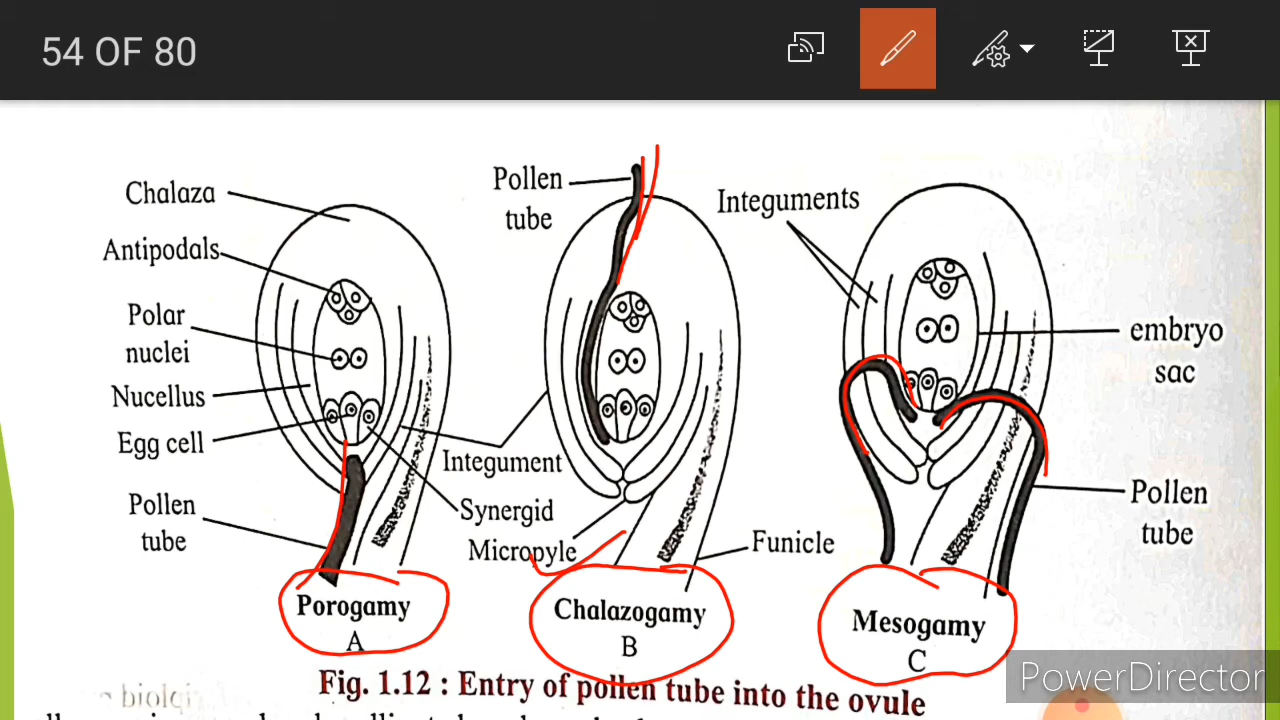 54 OF 80
Chalaza
Antipodals
Polar
nuclei
Nucellus
Egg cell
Pollen
tube
Pollen
tube
Integument
Synergid
Micropyle
Funicle
Integuments
embryo
sac
Pollen
tube
Porogamy
A
Chalazogamy
B
Mesogamy
C
Fig. 1.12 : Entry of pollen tube into the ovule
PowerDirector